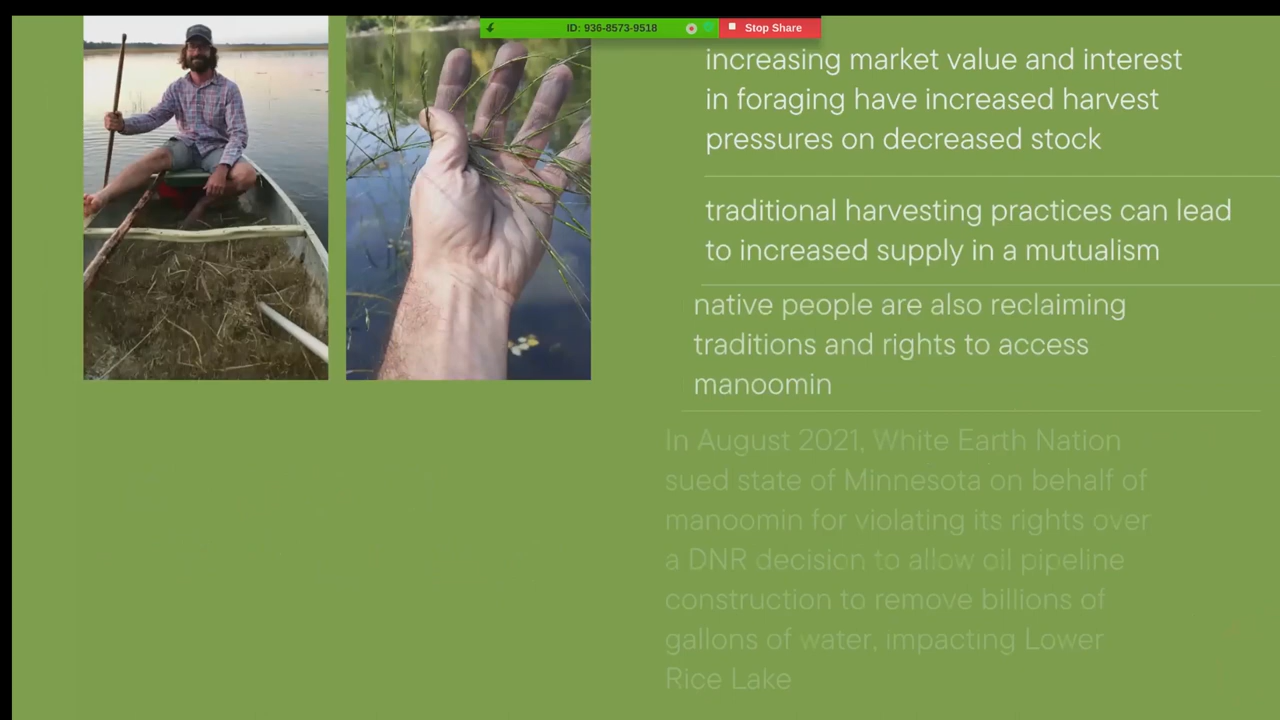 ID: 936-8573-9518
Stop Share
increasing market value and interest
in foraging have increased harvest
pressures on decreased stock
traditional harvesting practices can lead
to increased supply in a mutualism
native people are also reclaiming
traditions and rights to access
manoomin
In August 2021, White Earth Nation
sued state of Minnesota on behalf of
manoomin for violating its rights over
a DNR decision to allow oil pipeline
construction to remove billions of
gallons of water, impacting Lower
Rice Lake